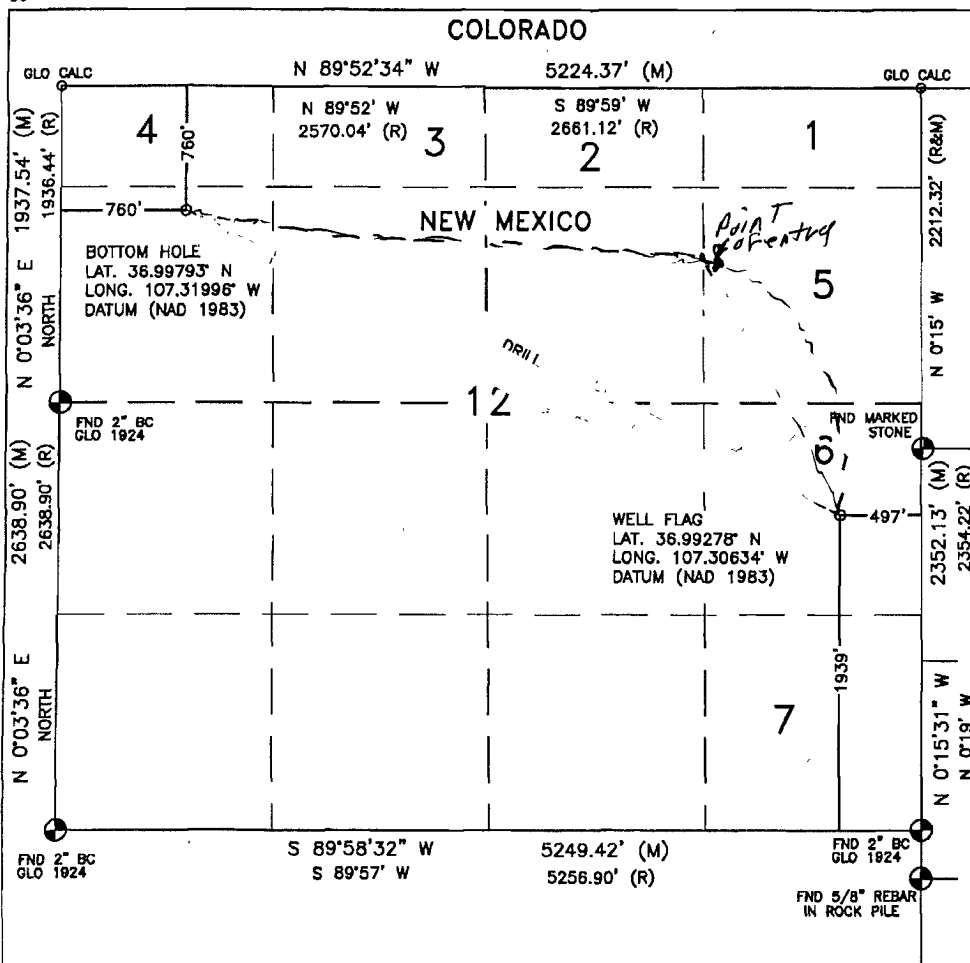 COLORADO
GLO CALC
N 89°52'34" W 5224.37' (M)
GLO CALC
N 89°52' W
2570.04' (R)
S 89°59' W
2661.12' (R)
4
3
2
1
760'
760'
NEW MEXICO
Point
of entry
5
BOTTOM HOLE
LAT. 36.99793° N
LONG. 107.31996° W
DATUM (NAD 1983)
1937.54' (M)
1936.44' (R)
N 0°03'36" E
NORTH
2212.32' (R&M)
N 0°15' W
DRILL
12
FND 2" BC
GLO 1924
FND MARKED
STONE
6
2638.90' (M)
2638.90' (R)
WELL FLAG
LAT. 36.99278° N
LONG. 107.30634° W
DATUM (NAD 1983)
497'
2352.13' (M)
2354.22' (R)
1939'
7
N 0°03'36" E
NORTH
N 0°15'31" W
N 0°19' W
FND 2" BC
GLO 1924
S 89°58'32" W 5249.42' (M)
S 89°57' W 5256.90' (R)
FND 2" BC
GLO 1924
FND 5/8" REBAR
IN ROCK PILE